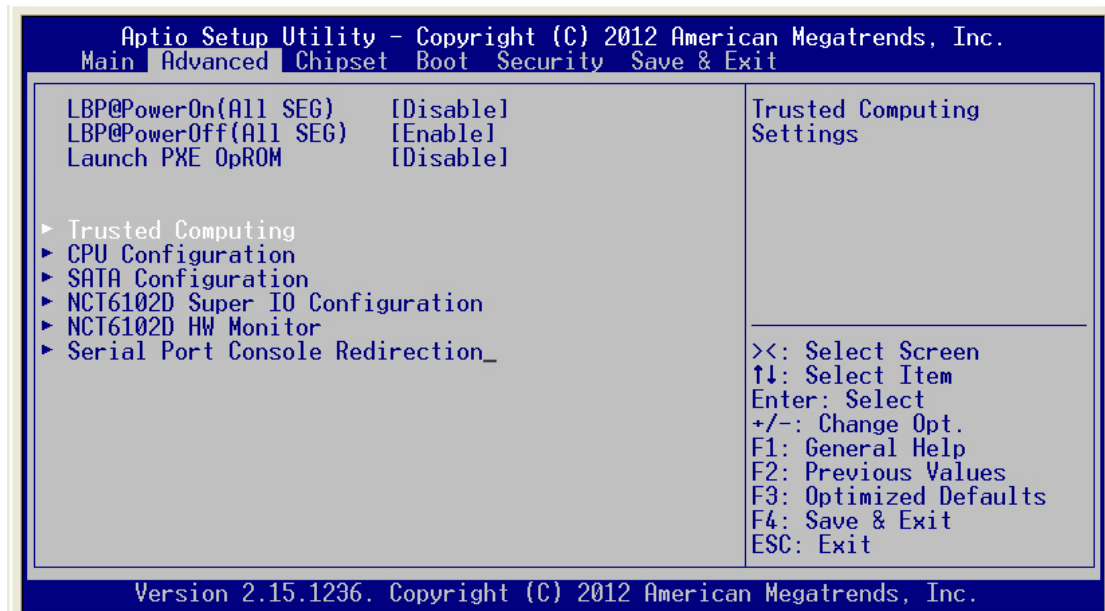 Aptio Setup Utility – Copyright (C) 2012 American Megatrends, Inc.
Main Advanced Chipset Boot Security Save & Exit
LBP@PowerOn(All SEG) [Disable]
LBP@PowerOff(All SEG) [Enable]
Launch PXE OpROM [Disable]
► Trusted Computing
► CPU Configuration
► SATA Configuration
► NCT6102D Super IO Configuration
► NCT6102D HW Monitor
► Serial Port Console Redirection_
Trusted Computing
Settings
><: Select Screen
↑↓: Select Item
Enter: Select
+/-: Change Opt.
F1: General Help
F2: Previous Values
F3: Optimized Defaults
F4: Save & Exit
ESC: Exit
Version 2.15.1236. Copyright (C) 2012 American Megatrends, Inc.